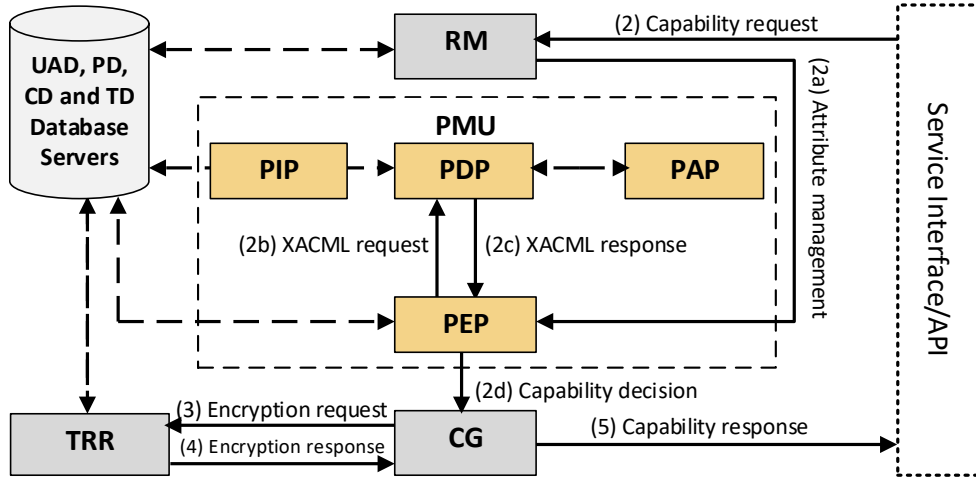 RM
(2) Capability request
UAD, PD,
CD and TD
Database
Servers
(2a) Attribute management
Service Interface/API
PMU
PIP
PDP
PAP
(2b) XACML request
(2c) XACML response
PEP
(2d) Capability decision
(3) Encryption request
TRR
CG
(5) Capability response
(4) Encryption response